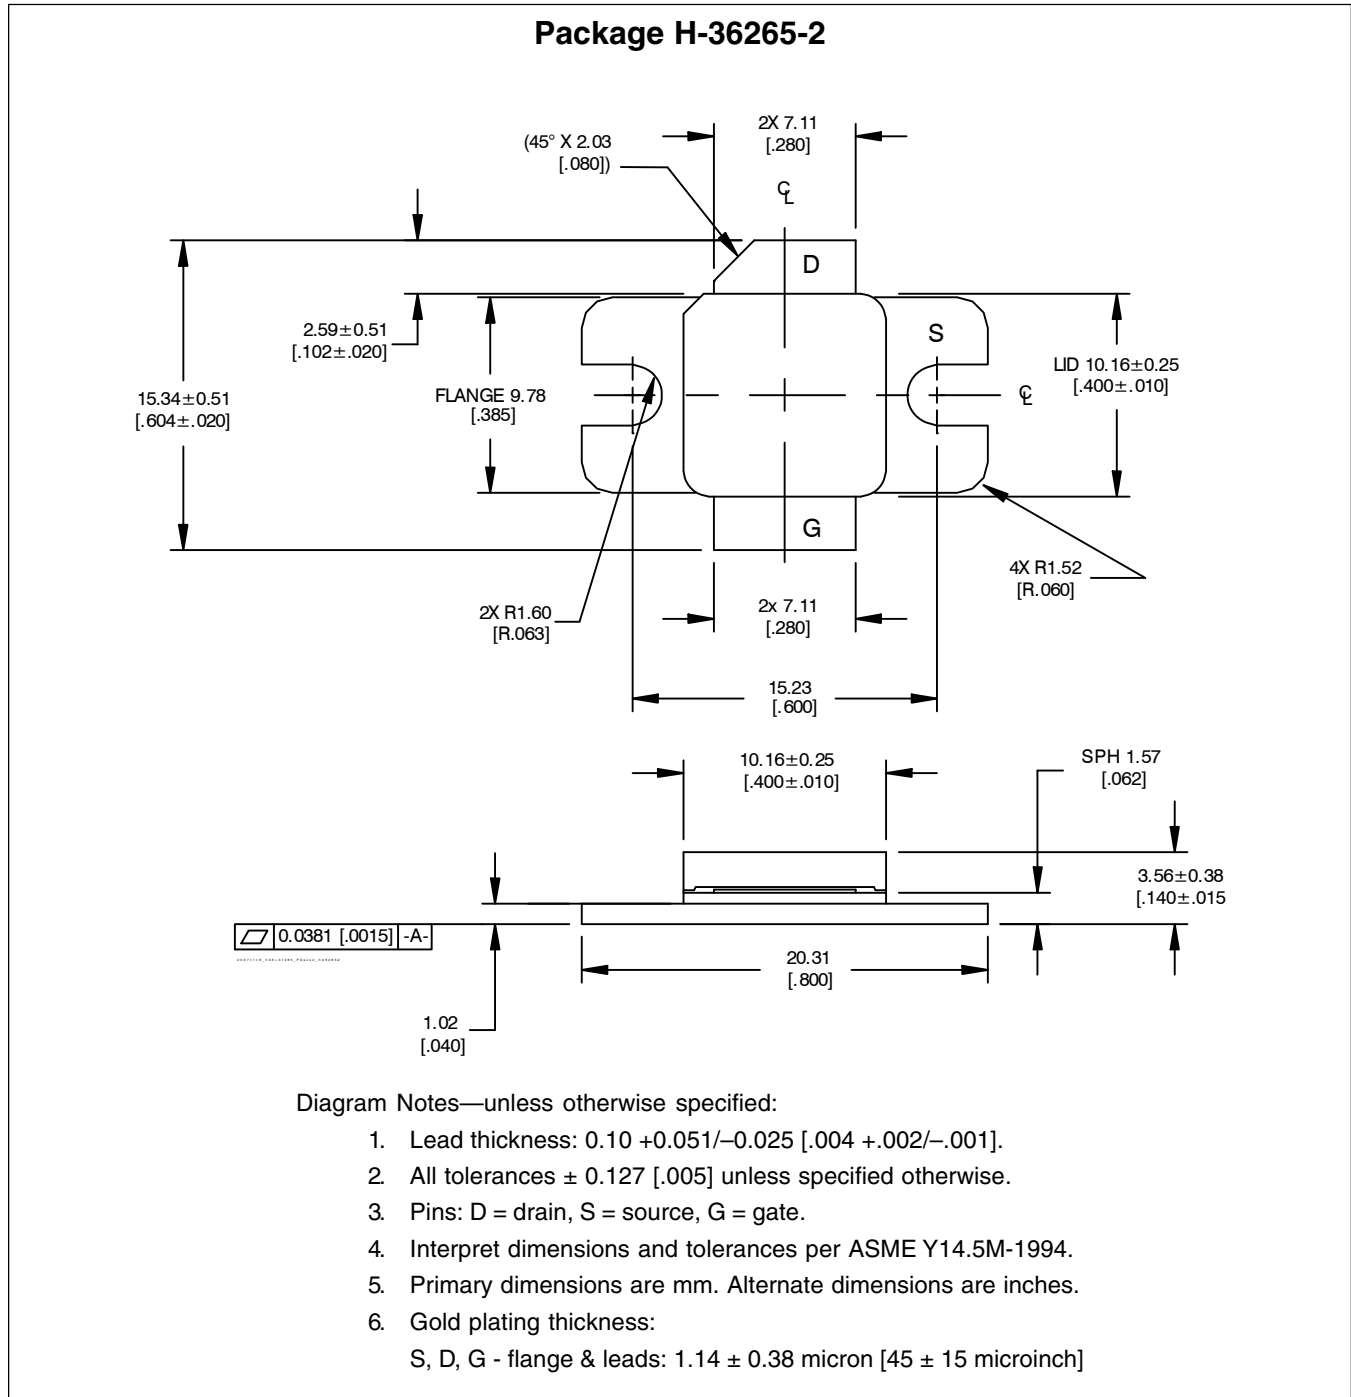 Package H-36265-2
2X 7.11
[.280]
(45° X 2.03
[.080])
CL
D
2.59±0.51
[.102±.020]
S
LID 10.16±0.25
[.400±.010]
15.34±0.51
[.604±.020]
FLANGE 9.78
[.385]
CL
G
4X R1.52
[R.060]
2X R1.60
[R.063]
2x 7.11
[.280]
15.23
[.600]
10.16±0.25
[.400±.010]
SPH 1.57
[.062]
3.56±0.38
[.140±.015
0.0381 [.0015] -A-
20.31
[.800]
1.02
[.040]
Diagram Notes—unless otherwise specified:
1. Lead thickness: 0.10 +0.051/–0.025 [.004 +.002/–.001].
2. All tolerances ± 0.127 [.005] unless specified otherwise.
3. Pins: D = drain, S = source, G = gate.
4. Interpret dimensions and tolerances per ASME Y14.5M-1994.
5. Primary dimensions are mm. Alternate dimensions are inches.
6. Gold plating thickness:
S, D, G - flange & leads: 1.14 ± 0.38 micron [45 ± 15 microinch]